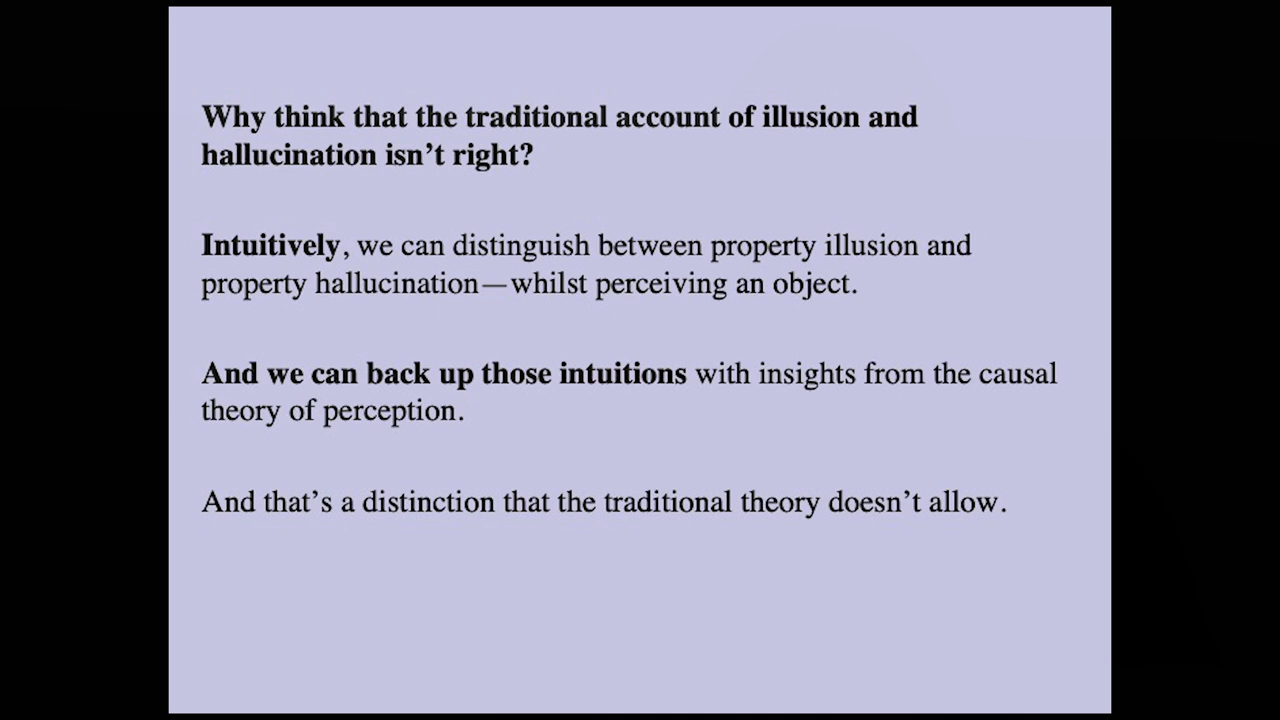 Why think that the traditional account of illusion and
hallucination isn’t right?
Intuitively, we can distinguish between property illusion and
property hallucination—whilst perceiving an object.
And we can back up those intuitions with insights from the causal
theory of perception.
And that’s a distinction that the traditional theory doesn’t allow.